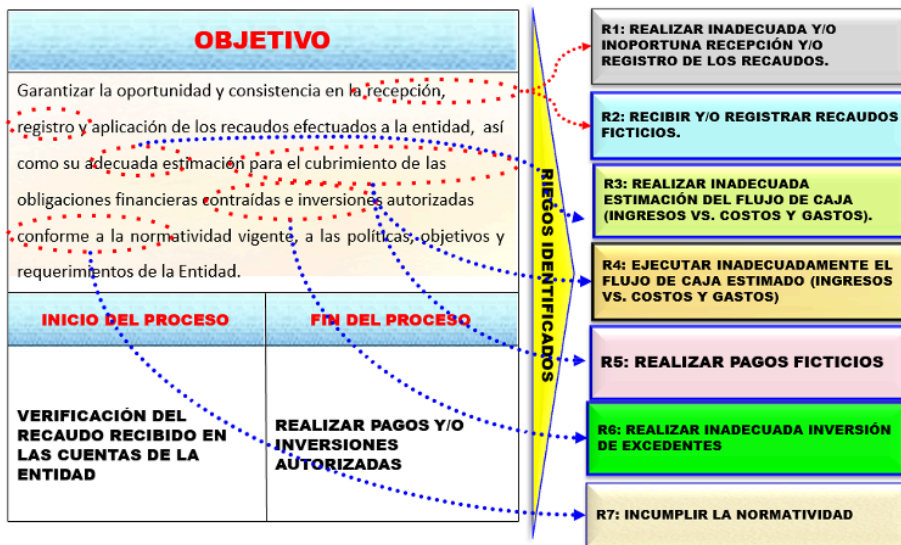 OBJETIVO
Garantizar la oportunidad y consistencia en la recepción,
registro y aplicación de los recaudos efectuados a la entidad, así
como su adecuada estimación para el cubrimiento de las
obligaciones financieras contraídas e inversiones autorizadas
conforme a la normatividad vigente, a las políticas, objetivos y
requerimientos de la Entidad.
INICIO DEL PROCESO
FIN DEL PROCESO
VERIFICACIÓN DEL
RECAUDO RECIBIDO EN
LAS CUENTAS DE LA
ENTIDAD
REALIZAR PAGOS Y/O
INVERSIONES
AUTORIZADAS
RIEGOS IDENTIFICADOS
R1: REALIZAR INADECUADA Y/O
INOPORTUNA RECEPCIÓN Y/O
REGISTRO DE LOS RECAUDOS.
R2: RECIBIR Y/O REGISTRAR RECAUDOS
FICTICIOS.
R3: REALIZAR INADECUADA
ESTIMACIÓN DEL FLUJO DE CAJA
(INGRESOS VS. COSTOS Y GASTOS).
R4: EJECUTAR INADECUADAMENTE EL
FLUJO DE CAJA ESTIMADO (INGRESOS
VS. COSTOS Y GASTOS)
R5: REALIZAR PAGOS FICTICIOS
R6: REALIZAR INADECUADA INVERSIÓN
DE EXCEDENTES
R7: INCUMPLIR LA NORMATIVIDAD